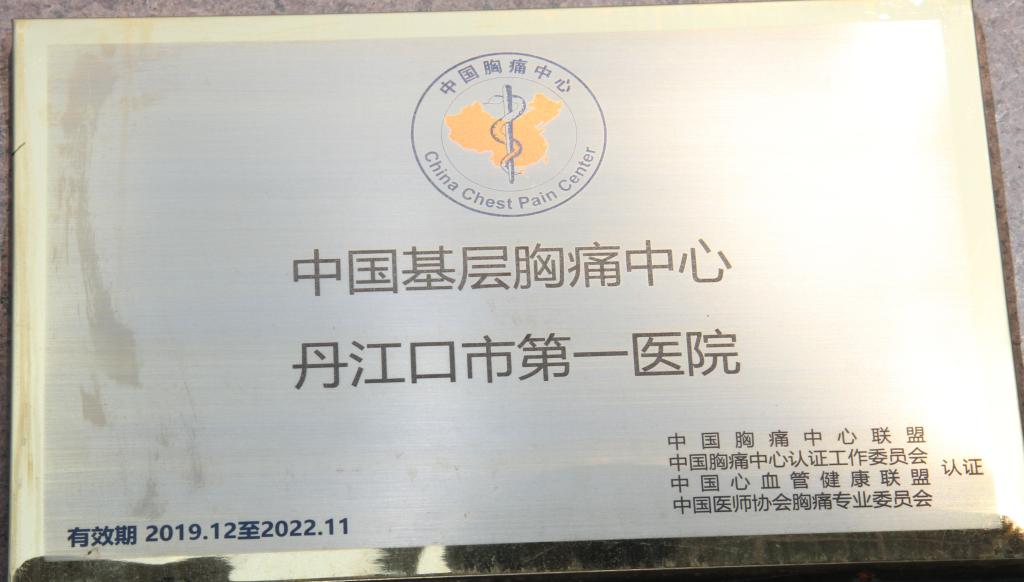 中国胸痛中心
China Chest Pain Center
中国基层胸痛中心
丹江口市第一医院
中国胸痛中心联盟
中国胸痛中心认证工作委员会
中国心血管健康联盟
中国医师协会胸痛专业委员会
认证
有效期 2019.12至2022.11